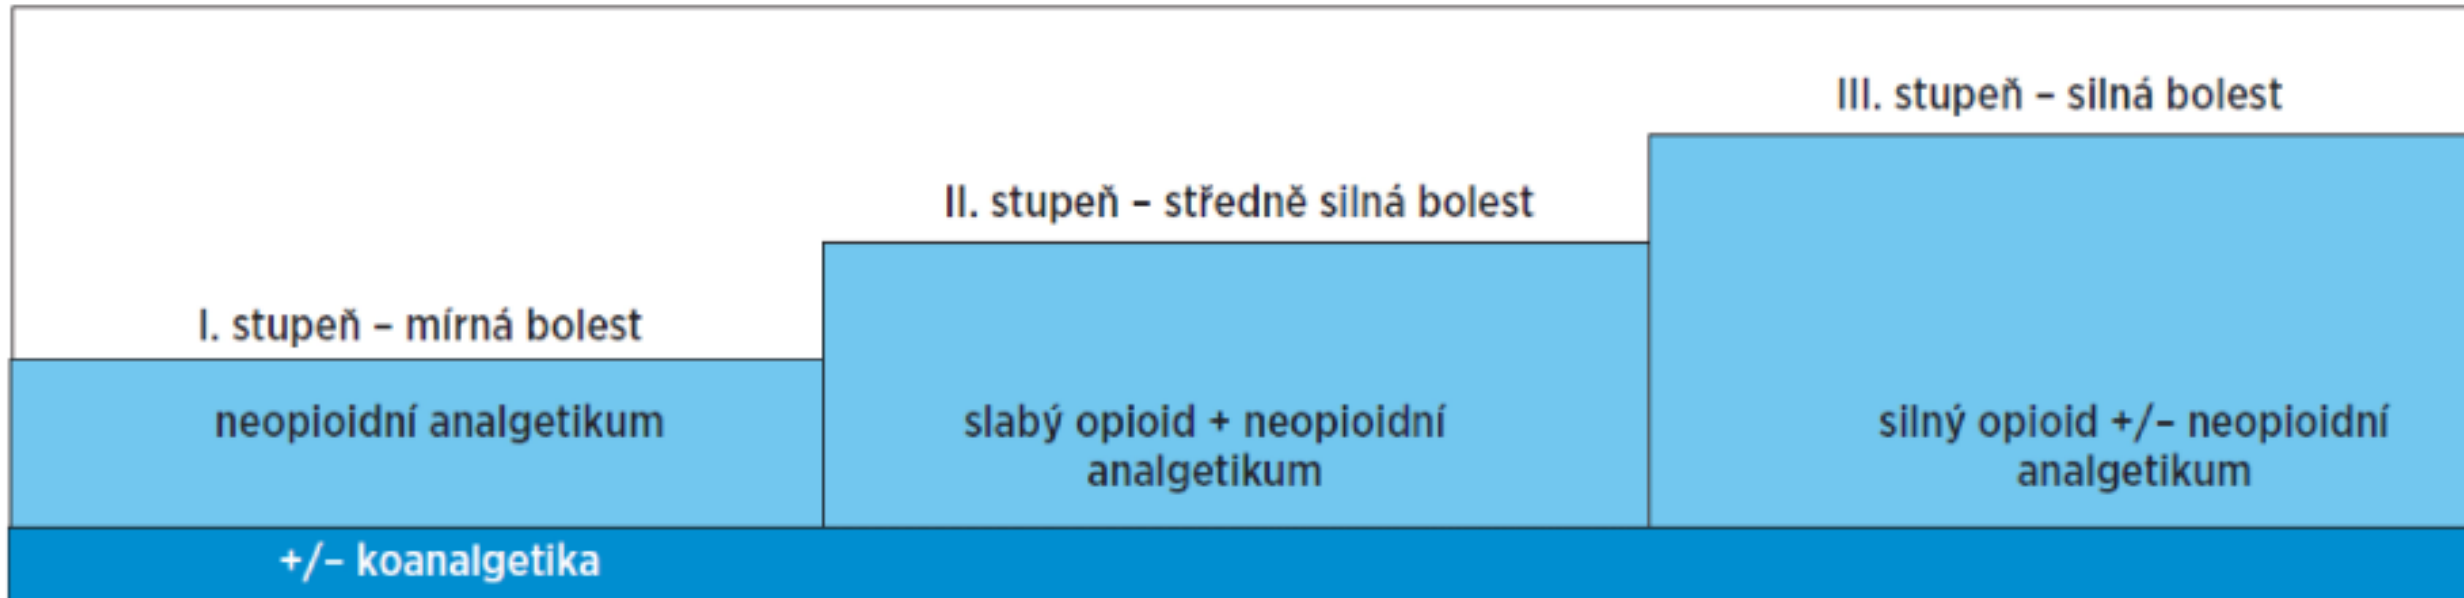 I. stupeň – mírná bolest
neopioidní analgetikum
II. stupeň – středně silná bolest
slabý opioid + neopioidní
analgetikum
III. stupeň – silná bolest
silný opioid +/– neopioidní
analgetikum
+/– koanalgetika